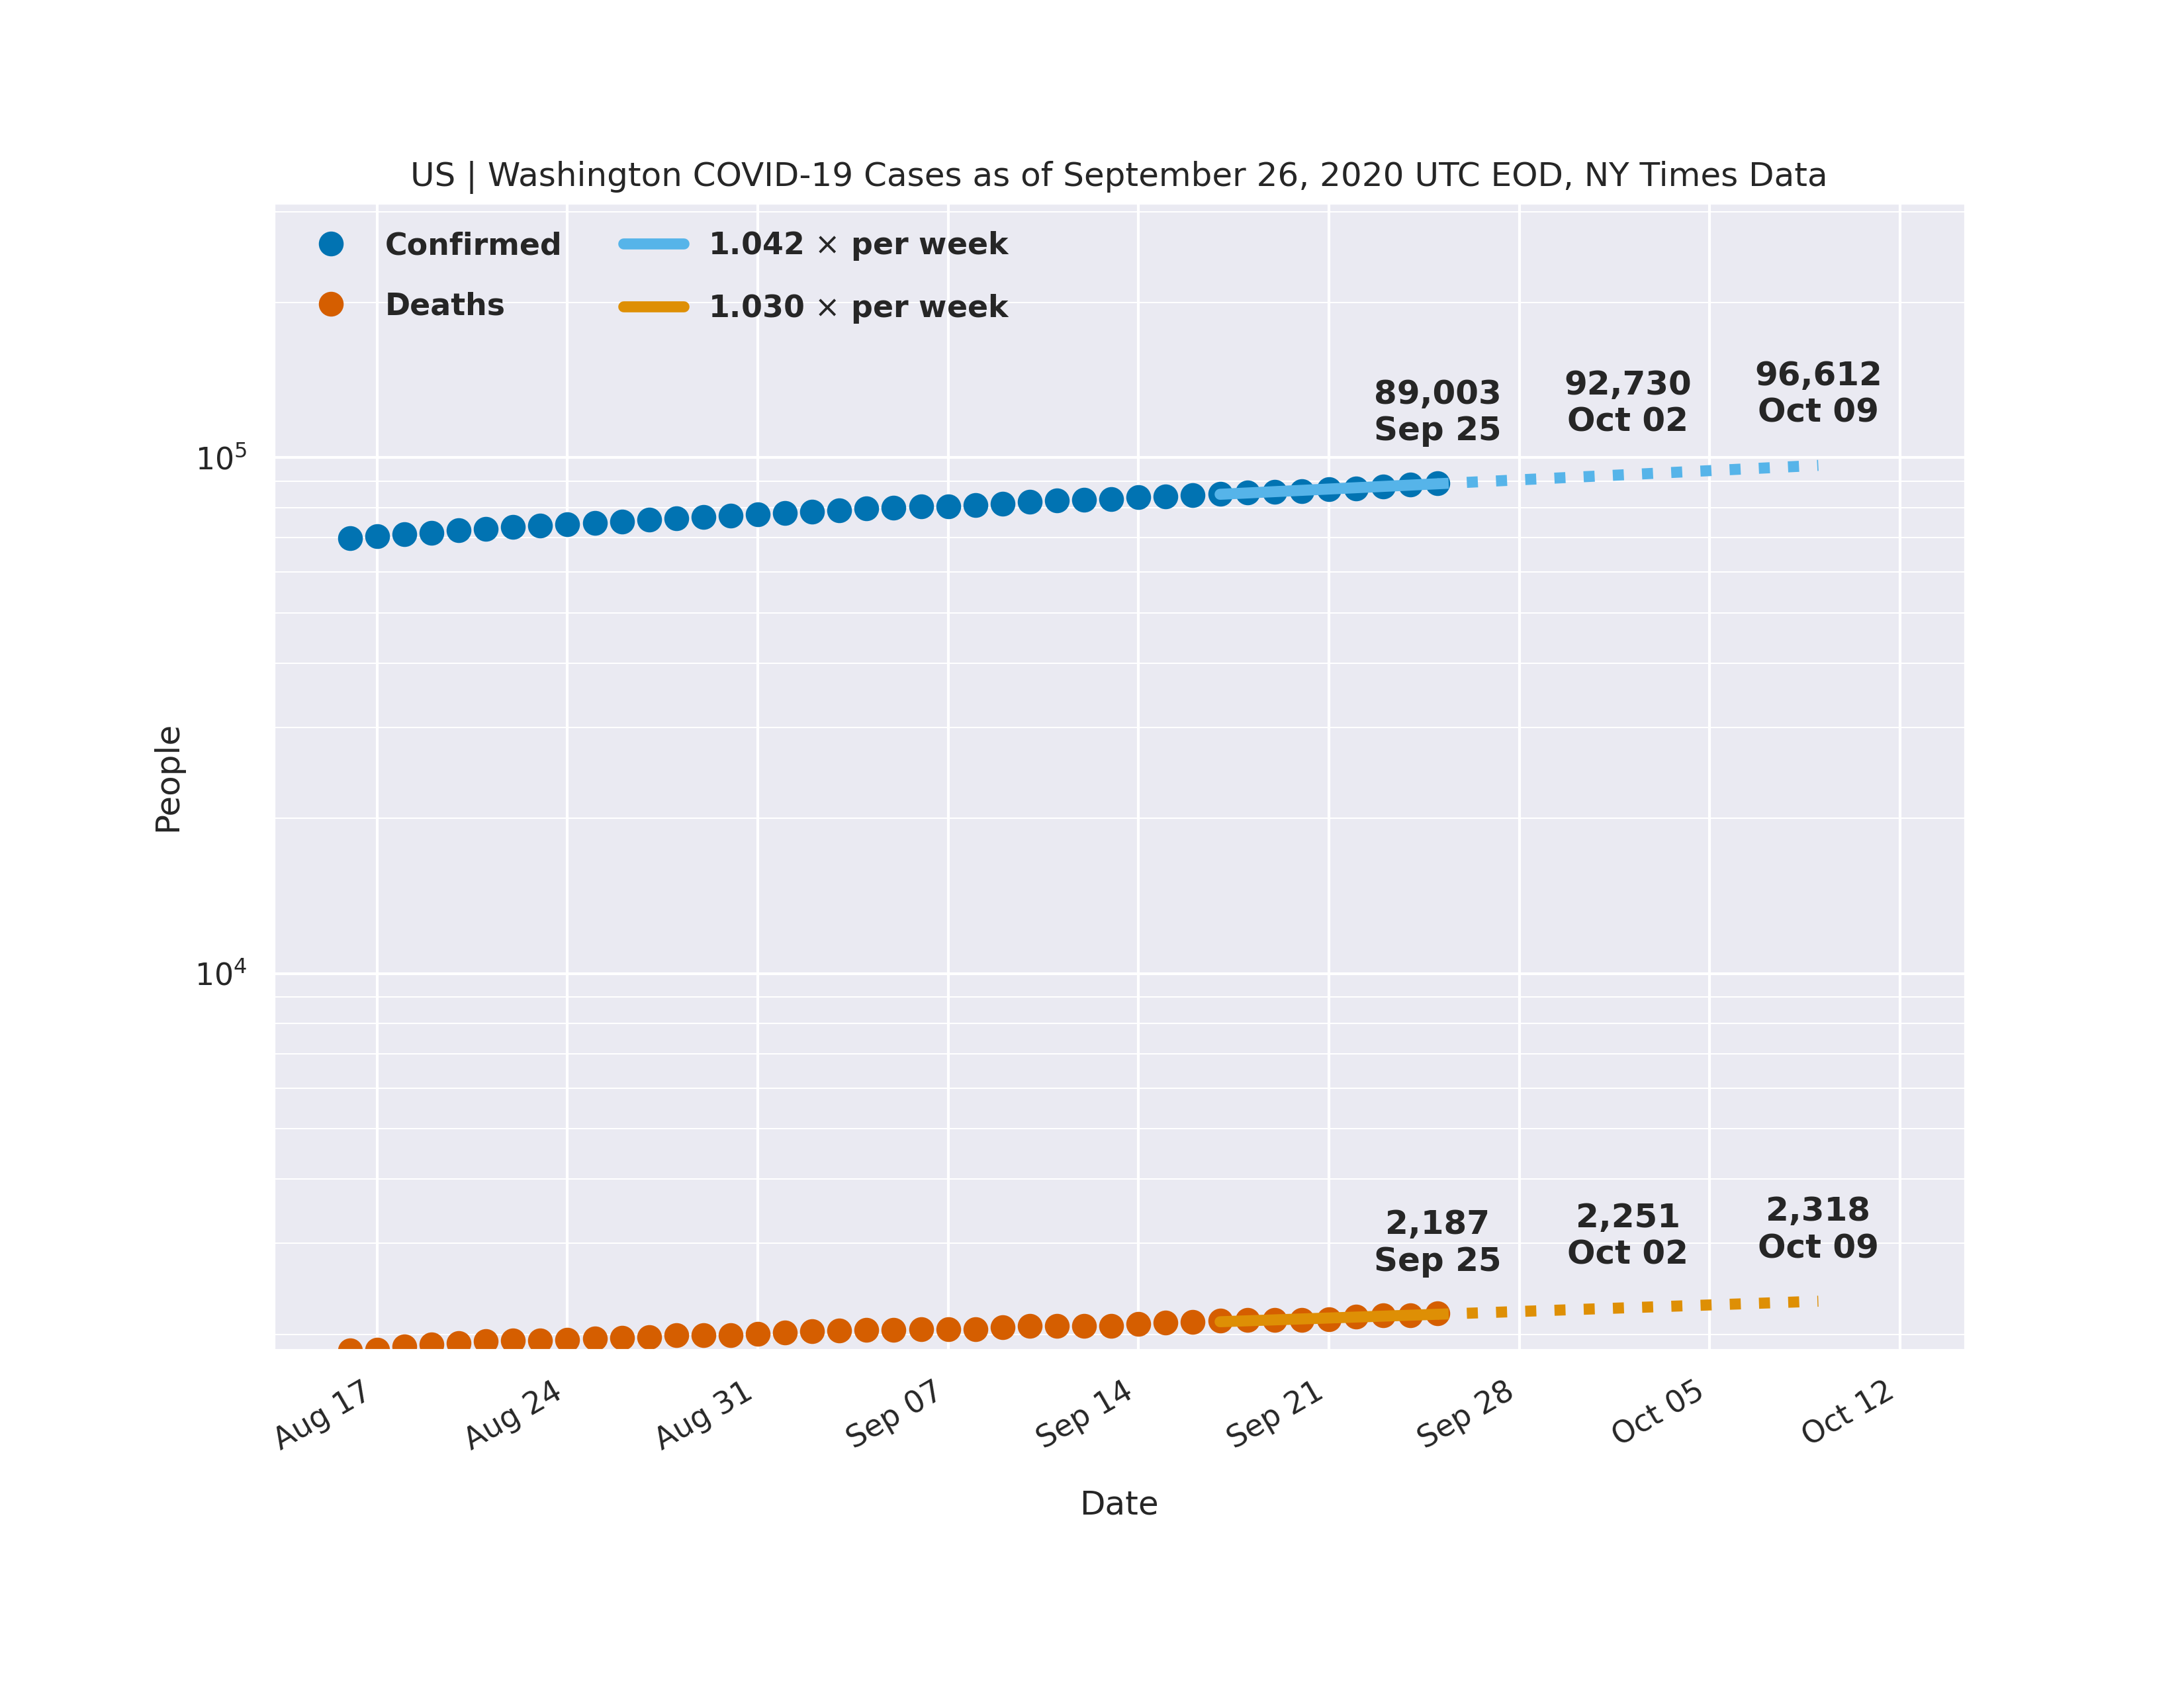 US | Washington COVID-19 Cases as of September 26, 2020 UTC EOD, NY Times Data
Confirmed
Deaths
1.042 × per week
1.030 × per week
89,003
Sep 25
92,730
Oct 02
96,612
Oct 09
10⁵
People
10⁴
2,187
Sep 25
2,251
Oct 02
2,318
Oct 09
Aug 17
Aug 24
Aug 31
Sep 07
Sep 14
Sep 21
Sep 28
Oct 05
Oct 12
Date